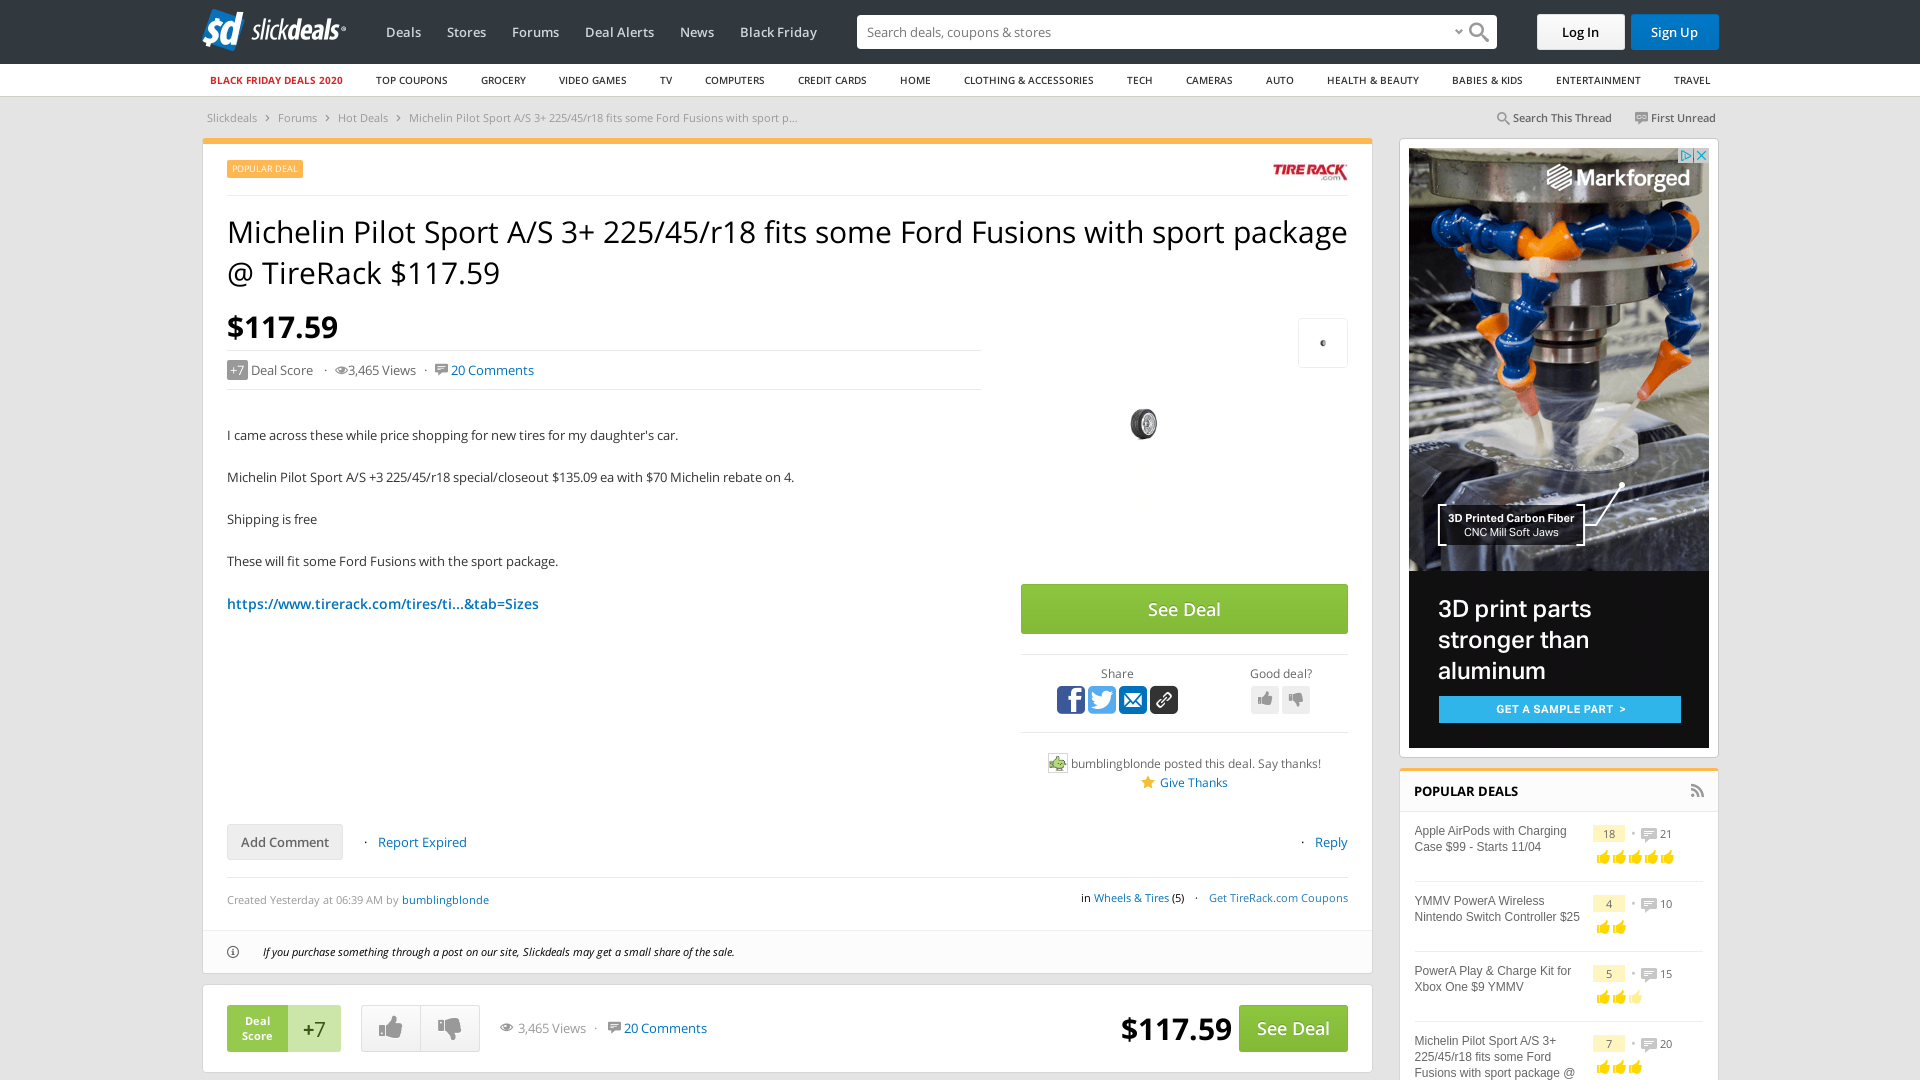 slickdeals
Deals
Stores
Forums
Deal Alerts
News
Black Friday
Search deals, coupons & stores
Log In
Sign Up
BLACK FRIDAY DEALS 2020
TOP COUPONS
GROCERY
VIDEO GAMES
TV
COMPUTERS
CREDIT CARDS
HOME
CLOTHING & ACCESSORIES
TECH
CAMERAS
AUTO
HEALTH & BEAUTY
BABIES & KIDS
ENTERTAINMENT
TRAVEL
Slickdeals › Forums › Hot Deals › Michelin Pilot Sport A/S 3+ 225/45/r18 fits some Ford Fusions with sport p...
Search This Thread
First Unread
POPULAR DEAL
TIRE RACK
.com
Michelin Pilot Sport A/S 3+ 225/45/r18 fits some Ford Fusions with sport package
@ TireRack $117.59
$117.59
+7 Deal Score · 3,465 Views · 20 Comments
I came across these while price shopping for new tires for my daughter's car.
Michelin Pilot Sport A/S +3 225/45/r18 special/closeout $135.09 ea with $70 Michelin rebate on 4.
Shipping is free
These will fit some Ford Fusions with the sport package.
https://www.tirerack.com/tires/ti...&tab=Sizes
See Deal
Share
Good deal?
bumblingblonde posted this deal. Say thanks!
Give Thanks
Add Comment · Report Expired
· Reply
Created Yesterday at 06:39 AM by bumblingblonde
in Wheels & Tires (5) · Get TireRack.com Coupons
If you purchase something through a post on our site, Slickdeals may get a small share of the sale.
Deal
Score
+7
3,465 Views · 20 Comments
$117.59
See Deal
Markforged
3D Printed Carbon Fiber
CNC Mill Soft Jaws
3D print parts
stronger than
aluminum
GET A SAMPLE PART >
POPULAR DEALS
Apple AirPods with Charging
Case $99 - Starts 11/04
18 • 21
YMMV PowerA Wireless
Nintendo Switch Controller $25
4 • 10
PowerA Play & Charge Kit for
Xbox One $9 YMMV
5 • 15
Michelin Pilot Sport A/S 3+
225/45/r18 fits some Ford
Fusions with sport package @
7 • 20